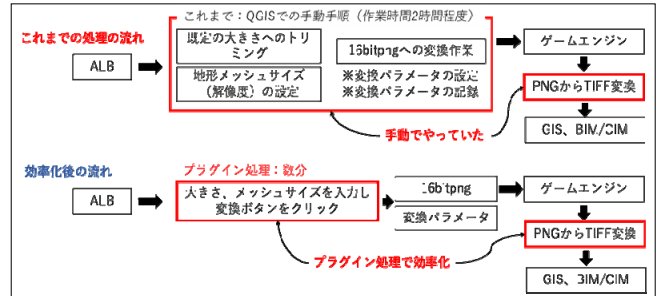 これまで：QGISでの手動手順（作業時間2時間程度）
これまでの処理の流れ
ALB
既定の大きさへのトリ
ミング
地形メッシュサイズ
（解像度）の設定
16bitpngへの変換作業
※変換パラメータの設定
※変換パラメータの記録
ゲームエンジン
PNGからTIFF変換
GIS、BIM/CIM
手動でやっていた
効率化後の流れ
プラグイン処理：数分
ALB
大きさ、メッシュサイズを入力し
変換ボタンをクリック
16bitpng
変換パラメータ
ゲームエンジン
PNGからTIFF変換
GIS、BIM/CIM
プラグイン処理で効率化